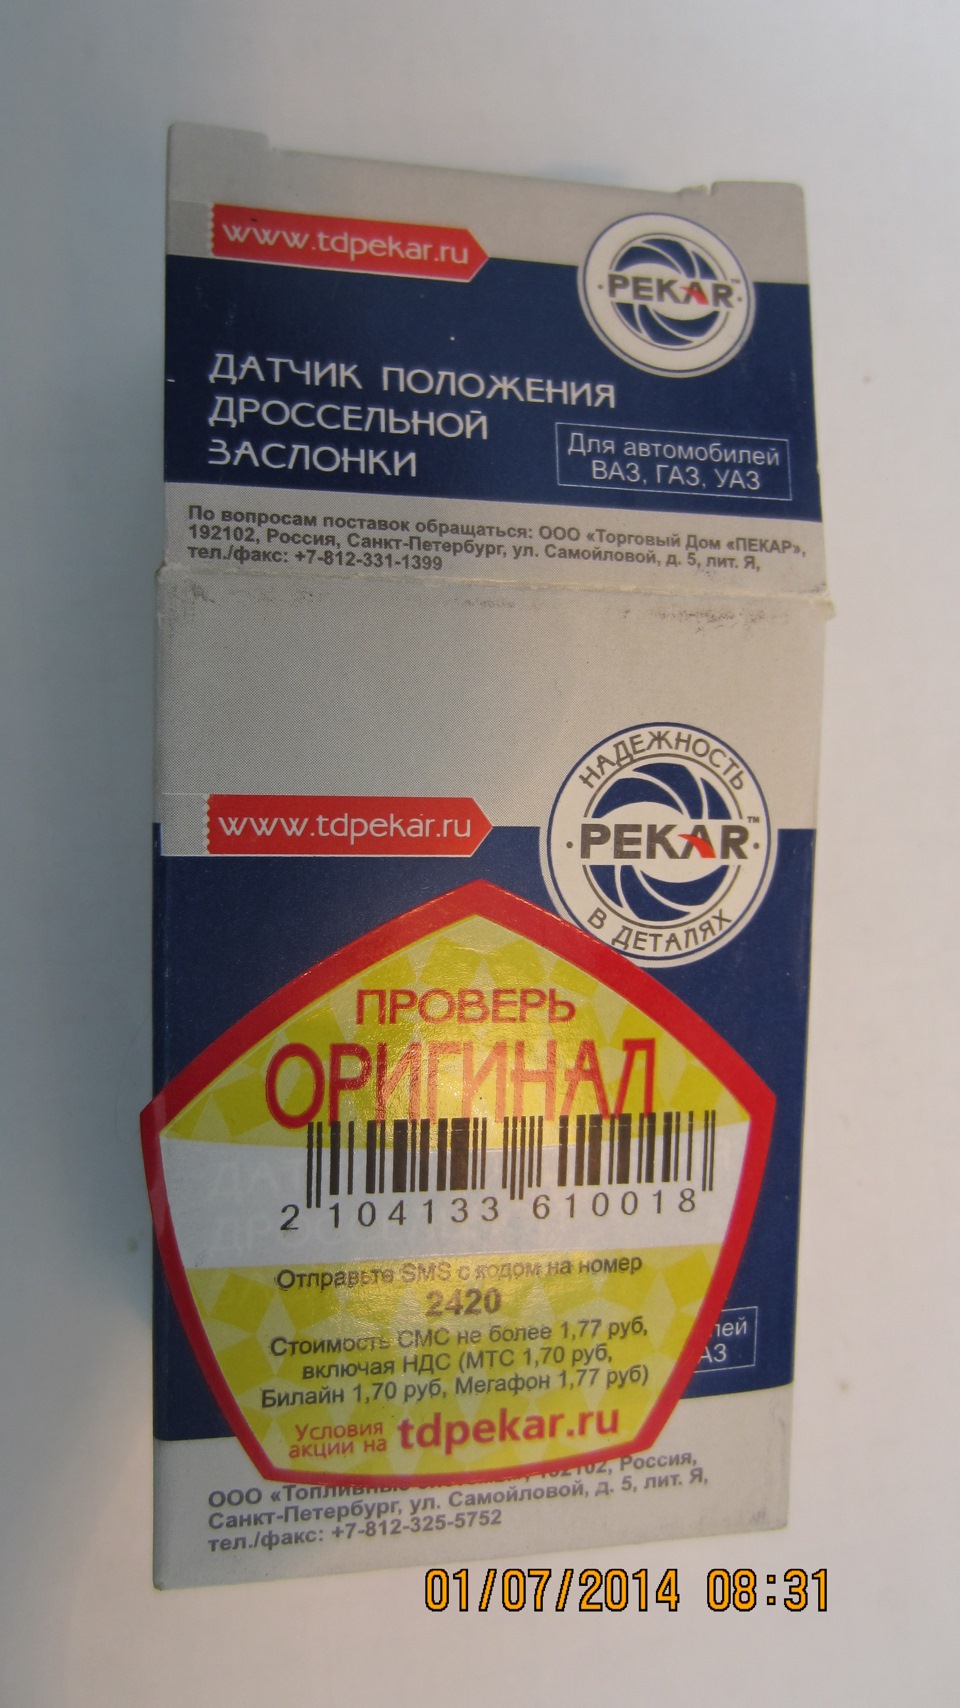 www.tdpekar.ru
PEKAR™
ДАТЧИК ПОЛОЖЕНИЯ
ДРОССЕЛЬНОЙ
ЗАСЛОНКИ
Для автомобилей
ВАЗ, ГАЗ, УАЗ
По вопросам поставок обращаться: ООО «Торговый Дом «ПЕКАР»,
192102, Россия, Санкт-Петербург, ул. Самойловой, д. 5, лит. Я,
тел./факс: +7-812-331-1399
www.tdpekar.ru
НАДЕЖНОСТЬ
PEKAR™
В ДЕТАЛЯХ
ПРОВЕРЬ
ОРИГИНАЛ
2 104133 610018
Отправьте SMS с кодом на номер
2420
Стоимость СМС не более 1,77 руб,
включая НДС (МТС 1,70 руб,
Билайн 1,70 руб, Мегафон 1,77 руб)
Условия
акции на tdpekar.ru
ООО «Топливные 192102, Россия,
Санкт-Петербург, ул. Самойловой, д. 5, лит. Я,
тел./факс: +7-812-325-5752
01/07/2014 08:31